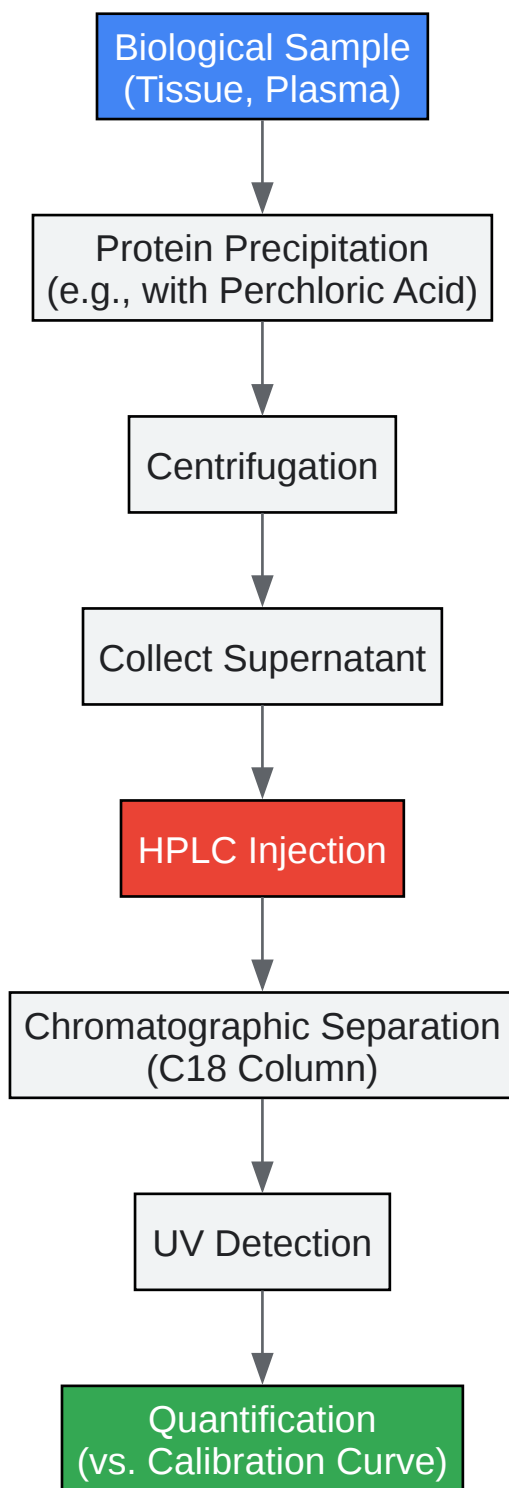 Biological Sample
(Tissue, Plasma)
Protein Precipitation
(e.g., with Perchloric Acid)
Centrifugation
Collect Supernatant
HPLC Injection
Chromatographic Separation
(C18 Column)
UV Detection
Quantification
(vs. Calibration Curve)